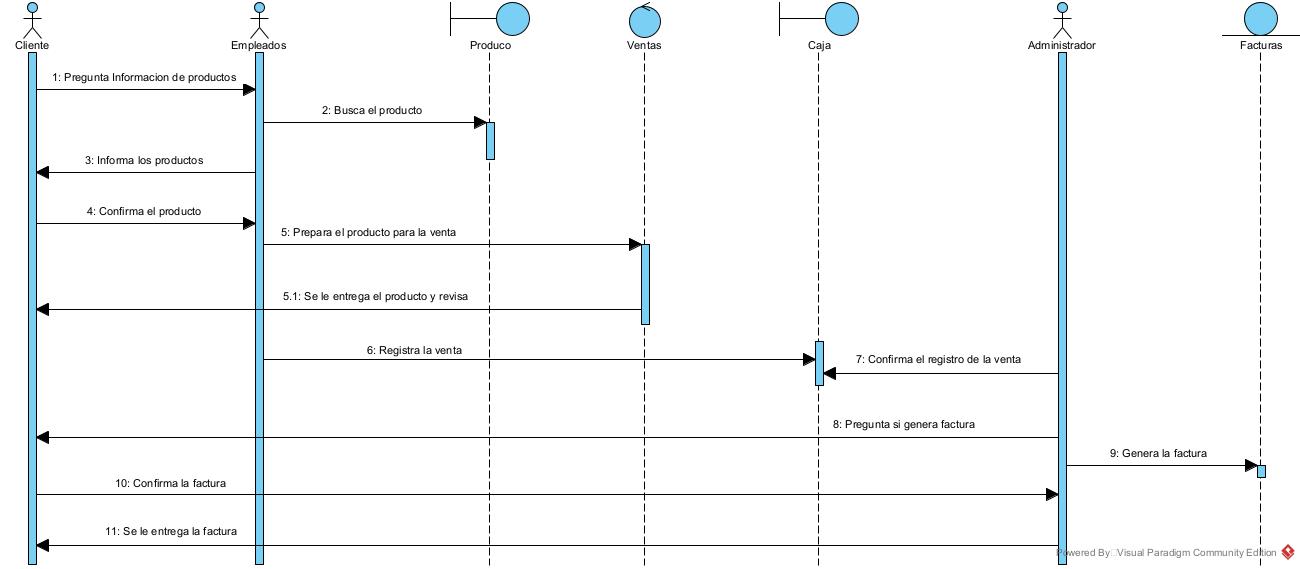 Cliente
Empleados
Produco
Ventas
Caja
Administrador
Facturas
1: Pregunta Informacion de productos
2: Busca el producto
3: Informa los productos
4: Confirma el producto
5: Prepara el producto para la venta
5.1: Se le entrega el producto y revisa
6: Registra la venta
7: Confirma el registro de la venta
8: Pregunta si genera factura
9: Genera la factura
10: Confirma la factura
11: Se le entrega la factura
Powered By Visual Paradigm Community Edition